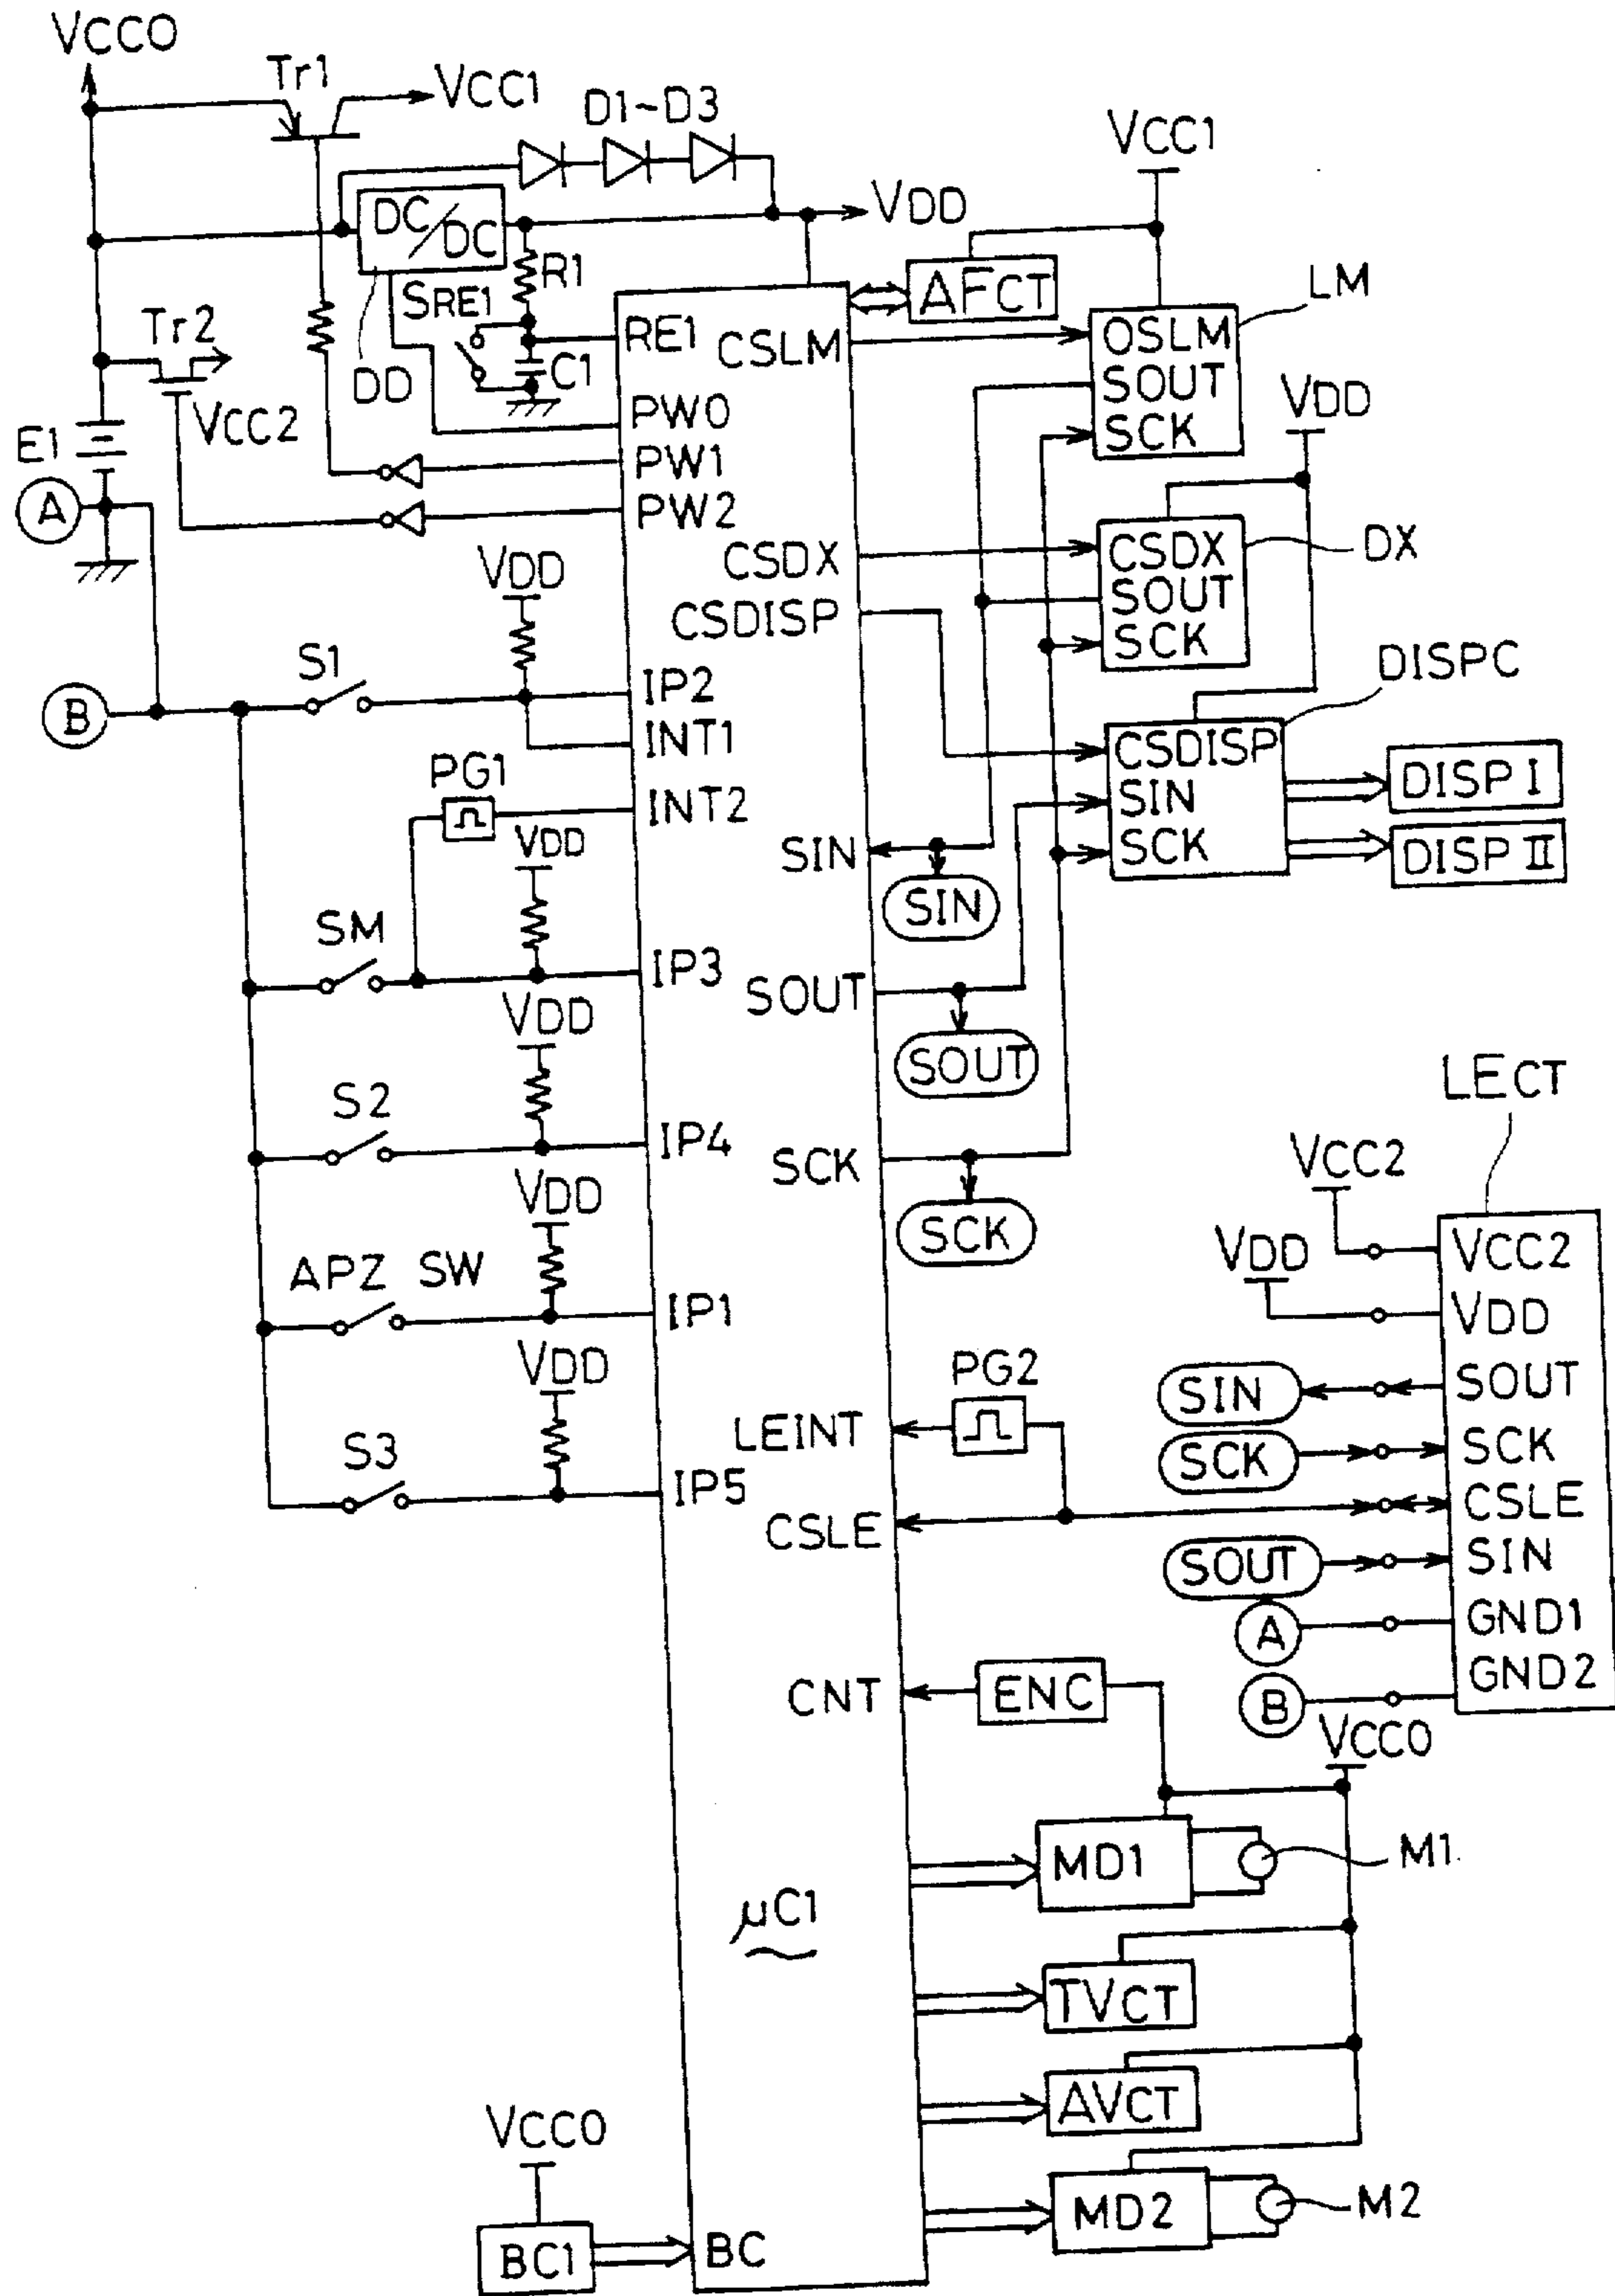 VCC0
Tr1
VCC1
D1~D3
VCC1
DC/DC
VDD
R1
AFCT
LM
SRE1
Tr2
DD
RE1
CSLM
OSLM
C1
SOUT
VDD
VCC2
PW0
SCK
E1
PW1
A
PW2
VDD
CSDX
CSDX
DX
SOUT
CSDISP
SCK
S1
IP2
DISPC
B
INT1
CSDISP
PG1
INT2
SIN
DISP I
VDD
SIN
SCK
DISP II
SIN
SM
IP3
SOUT
VDD
SOUT
LECT
S2
IP4
SCK
VCC2
VDD
SCK
VCC2
APZ SW
VDD
IP1
VDD
VDD
PG2
SIN
SOUT
LEINT
S3
SCK
SCK
IP5
CSLE
CSLE
SOUT
SIN
A
GND1
CNT
ENC
GND2
B
VCC0
MD1
M1
μC1
TVCT
AVCT
VCC0
MD2
M2
BC1
BC